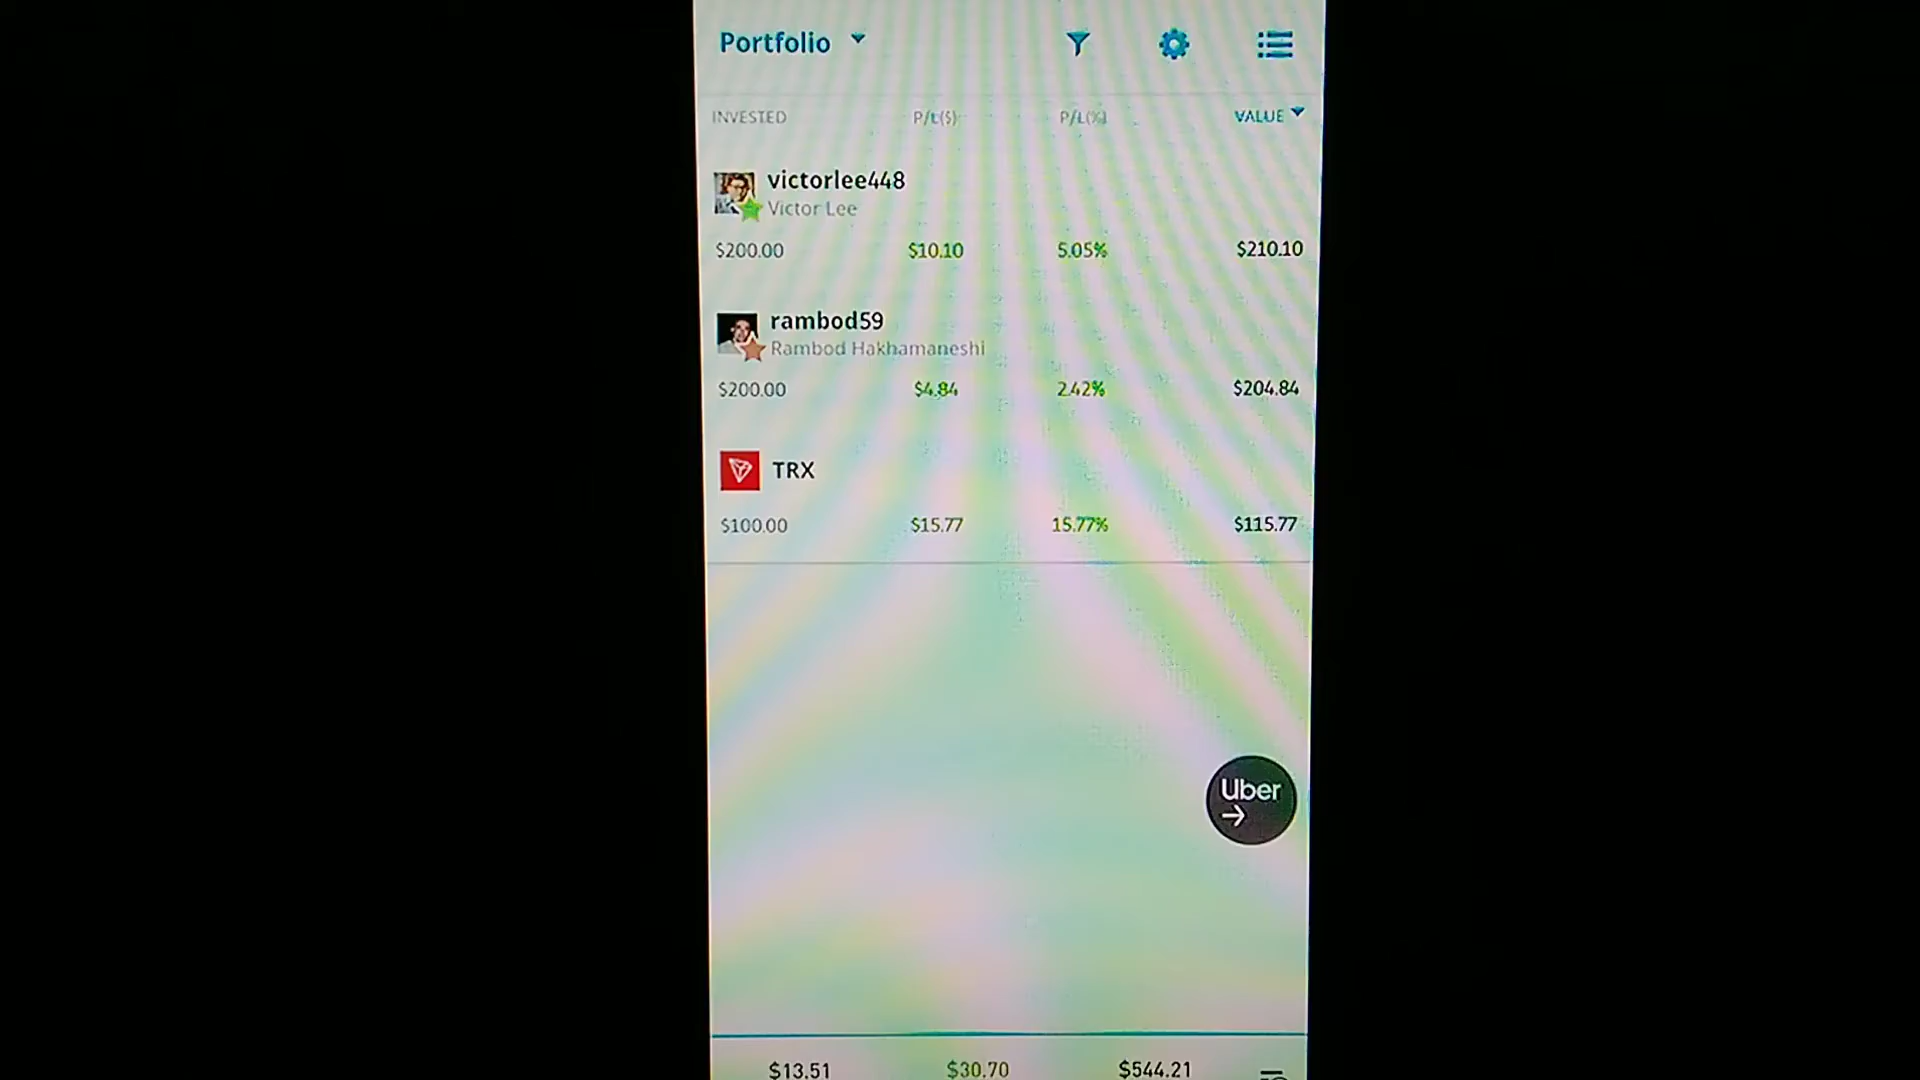 Portfolio
INVESTED P/L($) P/L(%) VALUE
victorlee448
Victor Lee
$200.00 $10.10 5.05% $210.10
rambod59
Rambod Hakhamaneshi
$200.00 $4.84 2.42% $204.84
TRX
$100.00 $15.77 15.77% $115.77
Uber
$13.51 $30.70 $544.21